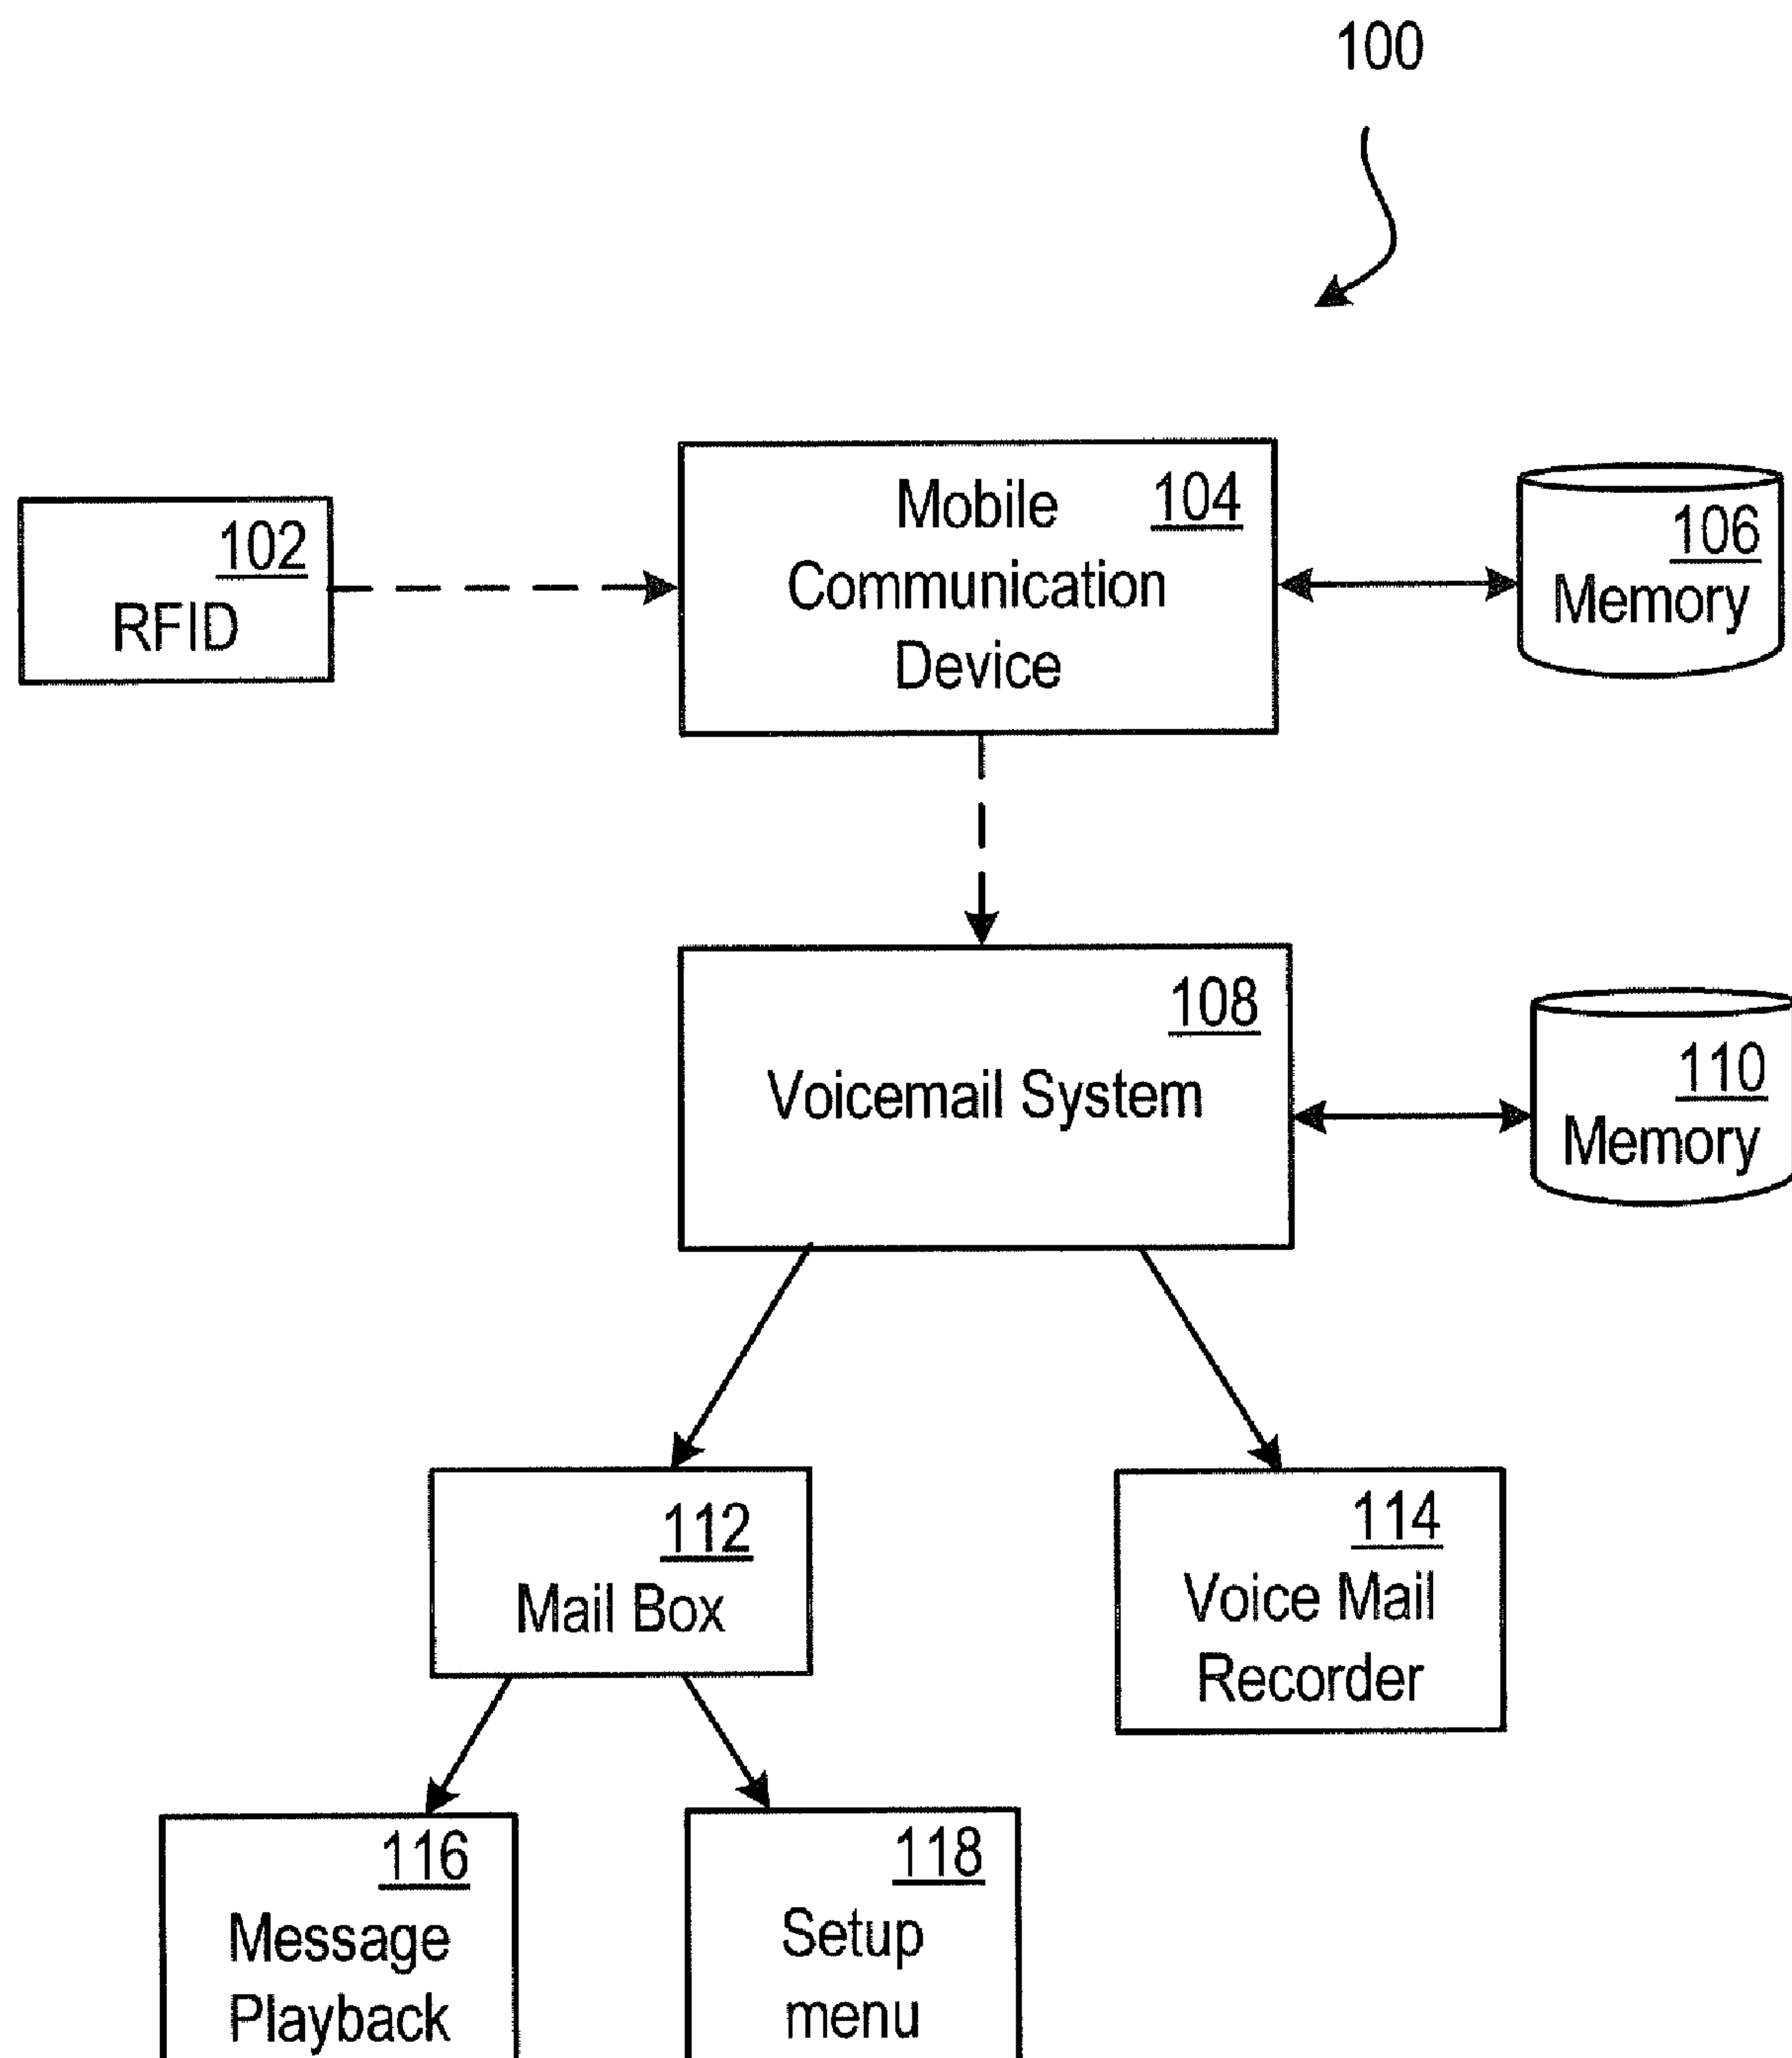 100
102
RFID
104
Mobile
Communication
Device
106
Memory
108
Voicemail System
110
Memory
112
Mail Box
114
Voice Mail
Recorder
116
Message
Playback
118
Setup
menu